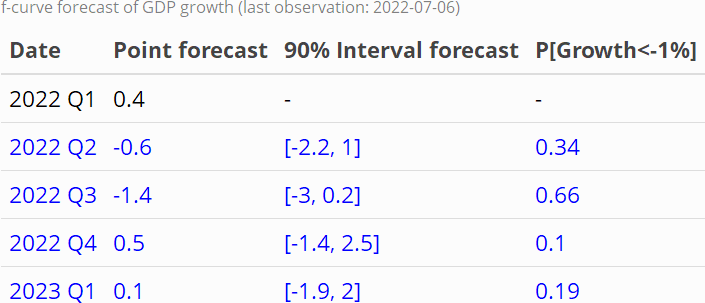 f-curve forecast of GDP growth (last observation: 2022-07-06)
Date Point forecast 90% Interval forecast P[Growth<-1%]
2022 Q1 0.4 - -
2022 Q2 -0.6 [-2.2, 1] 0.34
2022 Q3 -1.4 [-3, 0.2] 0.66
2022 Q4 0.5 [-1.4, 2.5] 0.1
2023 Q1 0.1 [-1.9, 2] 0.19